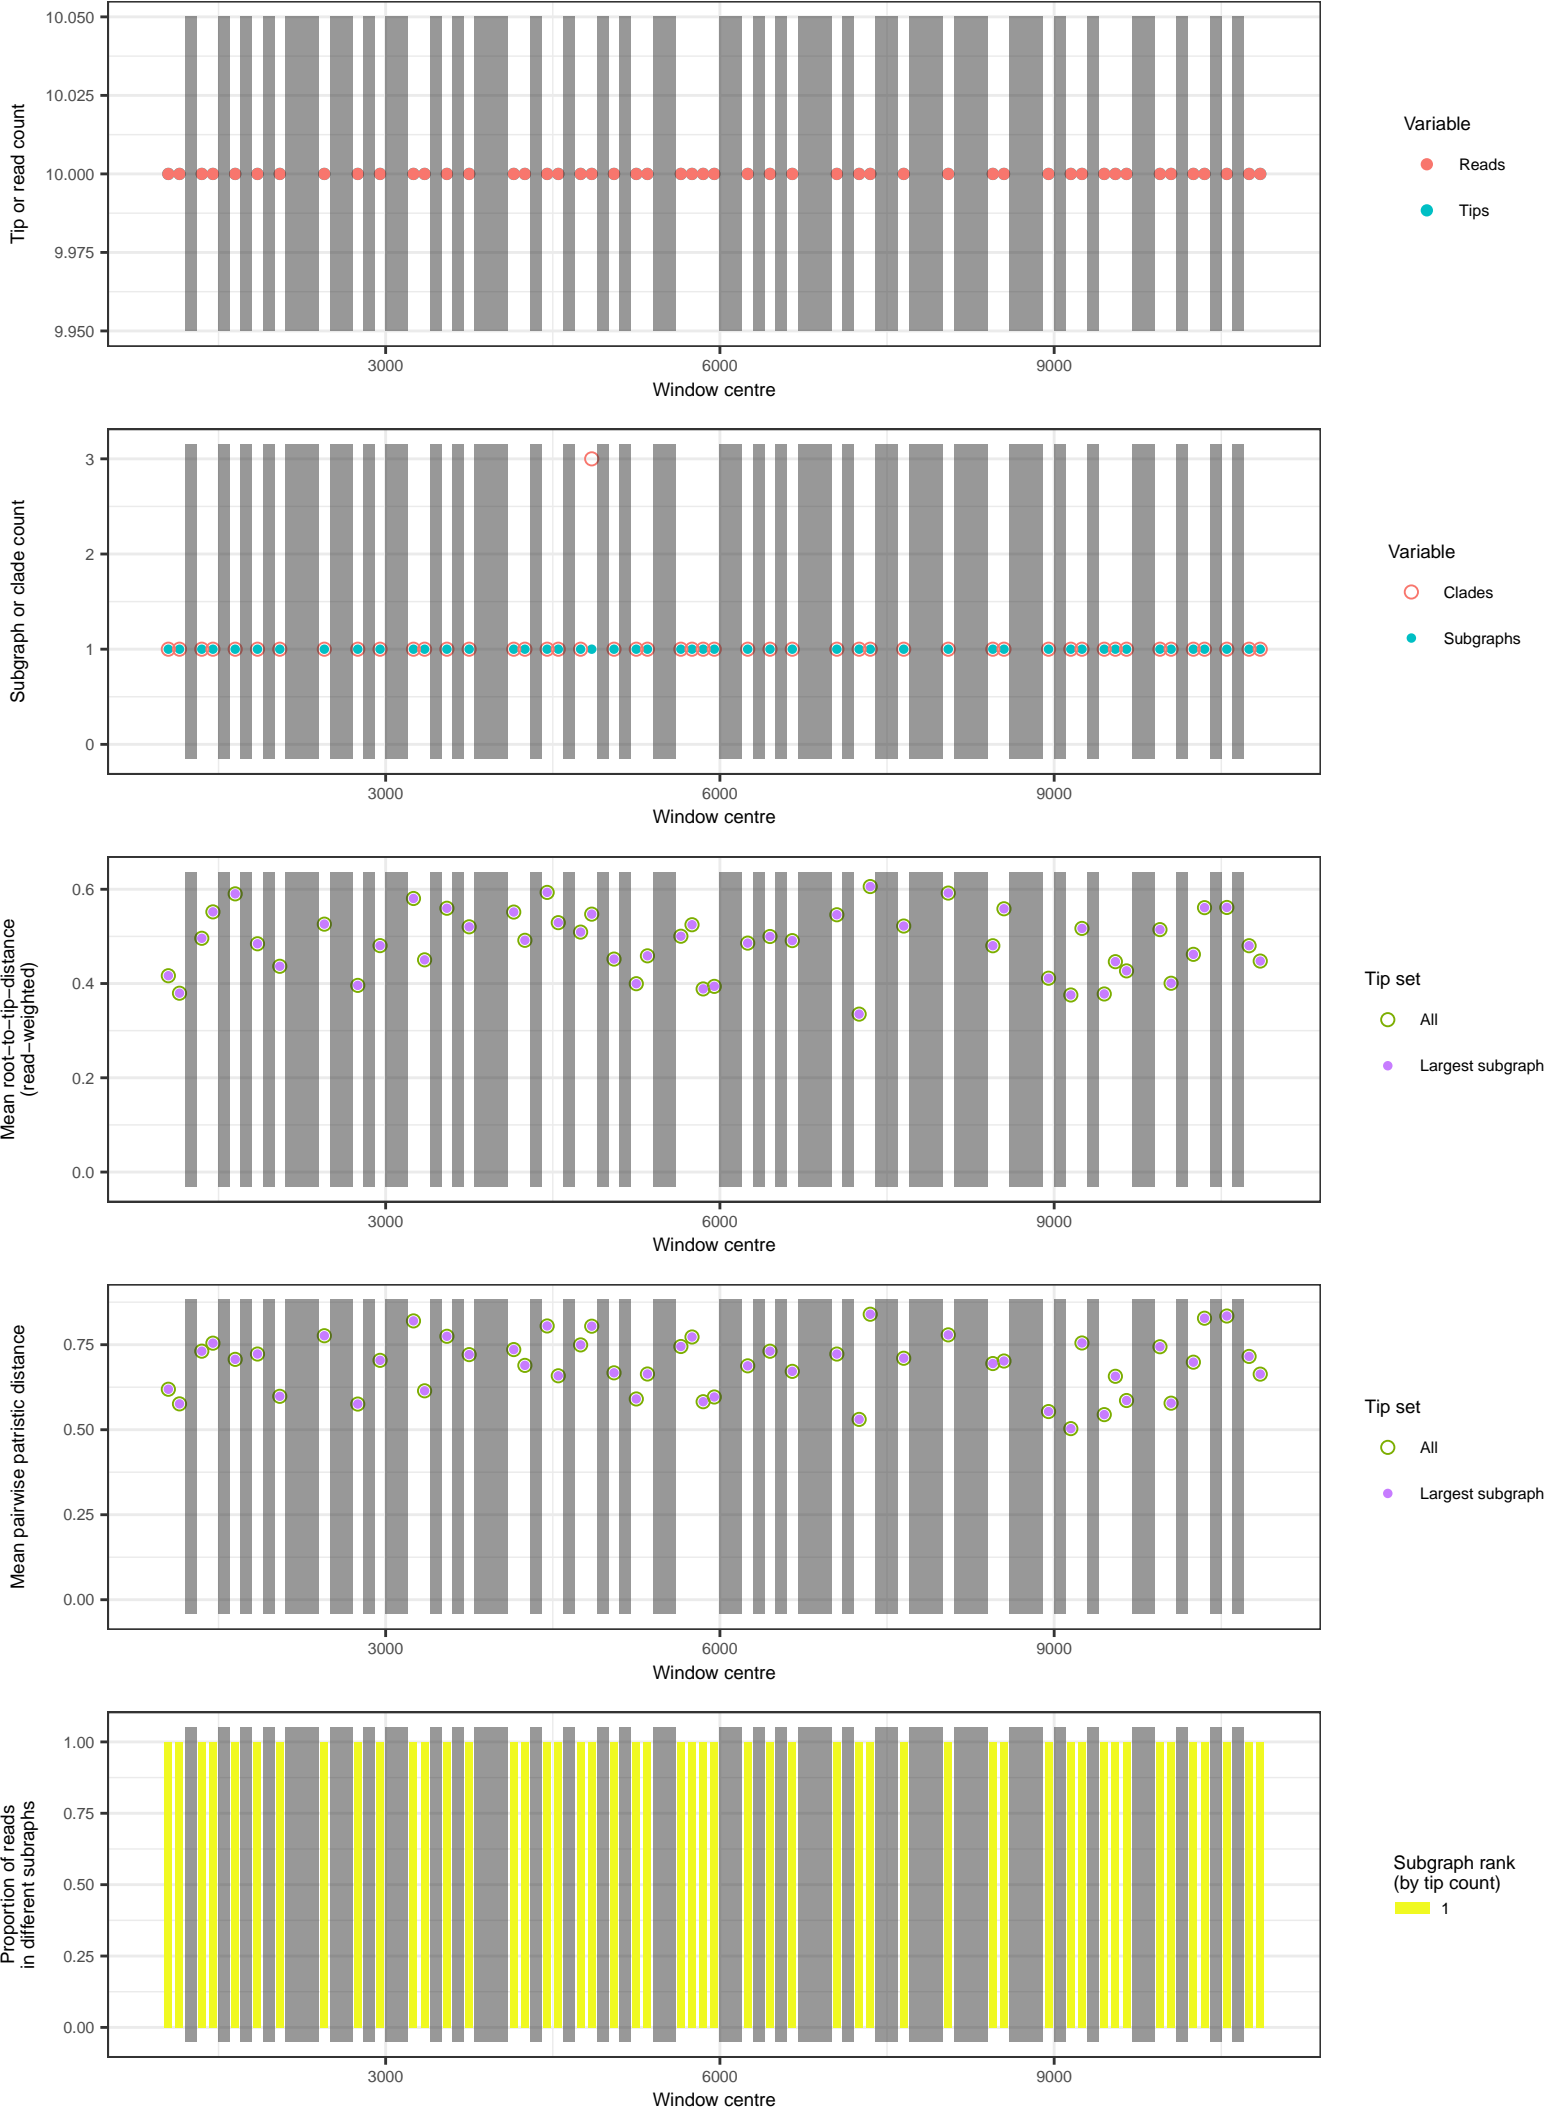 10.050
10.025
10.000
9.975
9.950
Tip or read count
3000
6000
9000
Window centre
Variable
Reads
Tips
3
2
1
0
Subgraph or clade count
3000
6000
9000
Window centre
Variable
Clades
Subgraphs
0.6
0.4
0.2
0.0
Mean root−to−tip−distance
(read−weighted)
3000
6000
9000
Window centre
Tip set
All
Largest subgraph
0.75
0.50
0.25
0.00
Mean pairwise patristic distance
3000
6000
9000
Window centre
Tip set
All
Largest subgraph
1.00
0.75
0.50
0.25
0.00
Proportion of reads
in different subraphs
3000
6000
9000
Window centre
Subgraph rank
(by tip count)
1